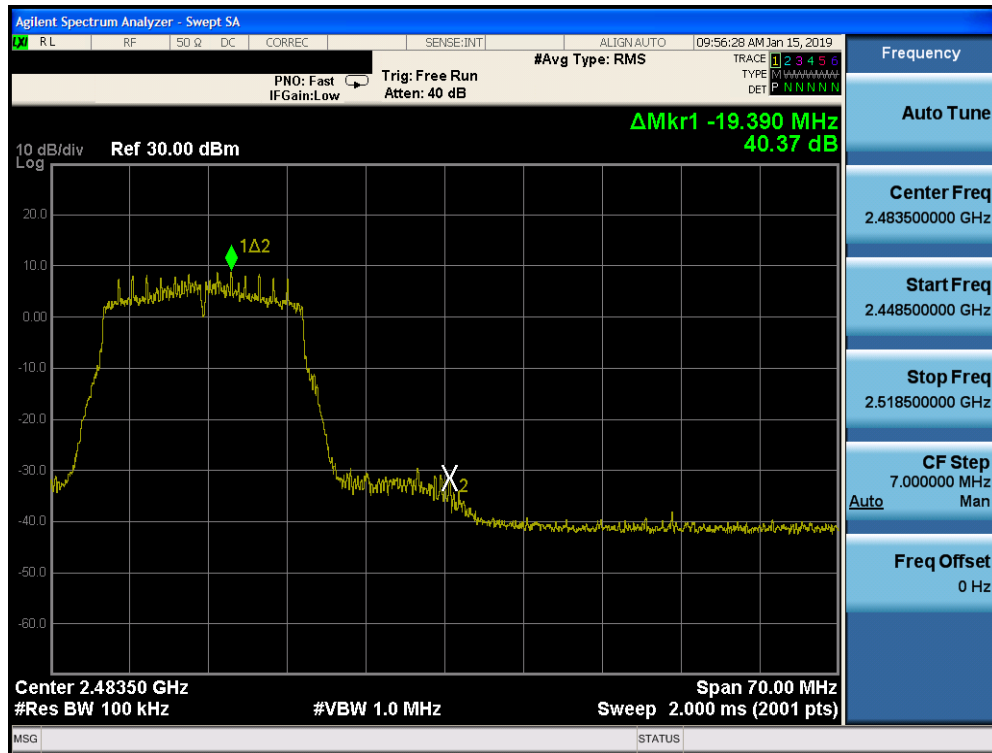 Agilent Spectrum Analyzer - Swept SA
LXI RL RF 50 Ω DC CORREC SENSE:INT ALIGN AUTO 09:56:28 AM Jan 15, 2019
#Avg Type: RMS TRACE 1 2 3 4 5 6
PNO: Fast Trig: Free Run TYPE M WWWWW
IFGain:Low Atten: 40 dB DET P N N N N N
ΔMkr1 -19.390 MHz
10 dB/div Ref 30.00 dBm 40.37 dB
Log
20.0
1Δ2
10.0
0.00
-10.0
-20.0
-30.0
X2
-40.0
-50.0
-60.0
Center 2.48350 GHz Span 70.00 MHz
#Res BW 100 kHz #VBW 1.0 MHz Sweep 2.000 ms (2001 pts)
MSG STATUS
Frequency
Auto Tune
Center Freq
2.483500000 GHz
Start Freq
2.448500000 GHz
Stop Freq
2.518500000 GHz
CF Step
7.000000 MHz
Auto Man
Freq Offset
0 Hz